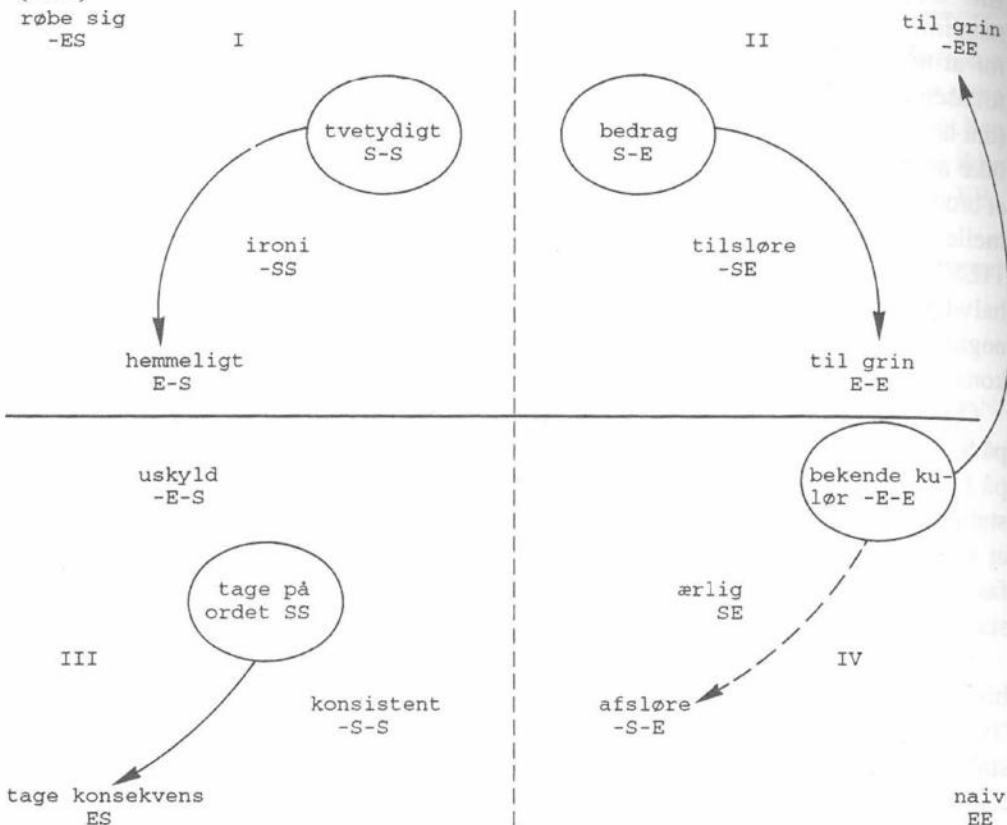 røbe sig
-ES
I
II
til grin
-EE
tvetydigt
S-S
bedrag
S-E
ironi
-SS
tilsløre
-SE
hemmeligt
E-S
til grin
E-E
uskyld
-E-S
bekende ku-
lør -E-E
tage på
ordet SS
ærlig
SE
III
IV
konsistent
-S-S
afsløre
-S-E
tage konsekvens
ES
naiv
EE